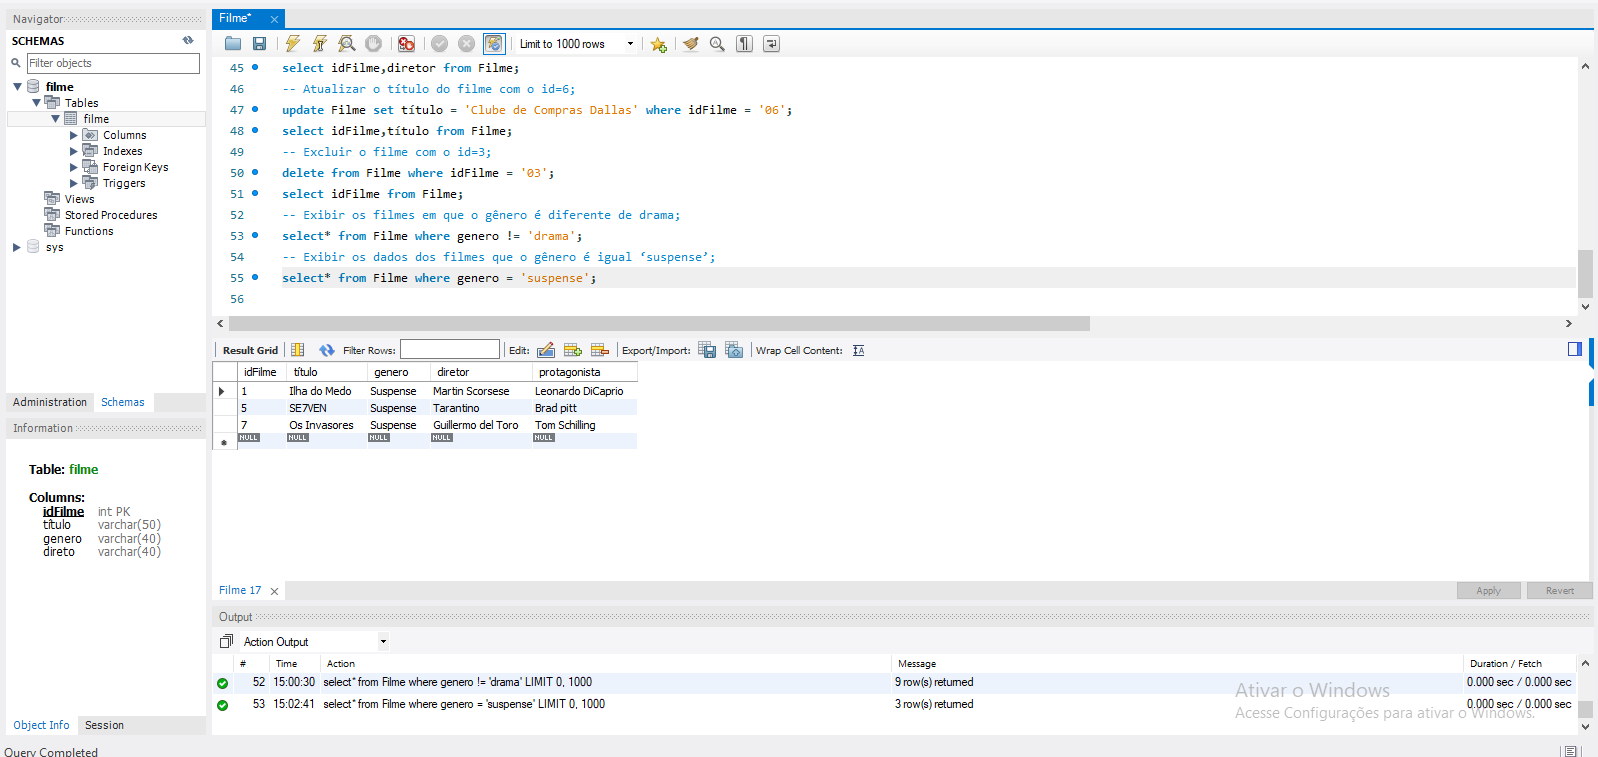 Navigator
SCHEMAS
Filter objects
filme
Tables
filme
Columns
Indexes
Foreign Keys
Triggers
Views
Stored Procedures
Functions
sys
Administration Schemas
Information
Table: filme
Columns:
idFilme int PK
título varchar(50)
genero varchar(40)
direto varchar(40)
Object Info Session
Query Completed
Filme*
Limit to 1000 rows
45 select idFilme,diretor from Filme;
46 -- Atualizar o título do filme com o id=6;
47 update Filme set título = 'Clube de Compras Dallas' where idFilme = '06';
48 select idFilme,título from Filme;
49 -- Excluir o filme com o id=3;
50 delete from Filme where idFilme = '03';
51 select idFilme from Filme;
52 -- Exibir os filmes em que o gênero é diferente de drama;
53 select* from Filme where genero != 'drama';
54 -- Exibir os dados dos filmes que o gênero é igual ‘suspense’;
55 select* from Filme where genero = 'suspense';
56
Result Grid Filter Rows: Edit: Export/Import: Wrap Cell Content: IA
idFilme título genero diretor protagonista
1 Ilha do Medo Suspense Martin Scorsese Leonardo DiCaprio
5 SE7VEN Suspense Tarantino Brad pitt
7 Os Invasores Suspense Guillermo del Toro Tom Schilling
NULL NULL NULL NULL NULL
Filme 17
Apply Revert
Output
Action Output
# Time Action Message Duration / Fetch
52 15:00:30 select* from Filme where genero != 'drama' LIMIT 0, 1000 9 row(s) returned 0.000 sec / 0.000 sec
53 15:02:41 select* from Filme where genero = 'suspense' LIMIT 0, 1000 3 row(s) returned 0.000 sec / 0.000 sec
Ativar o Windows
Acesse Configurações para ativar o Windows.